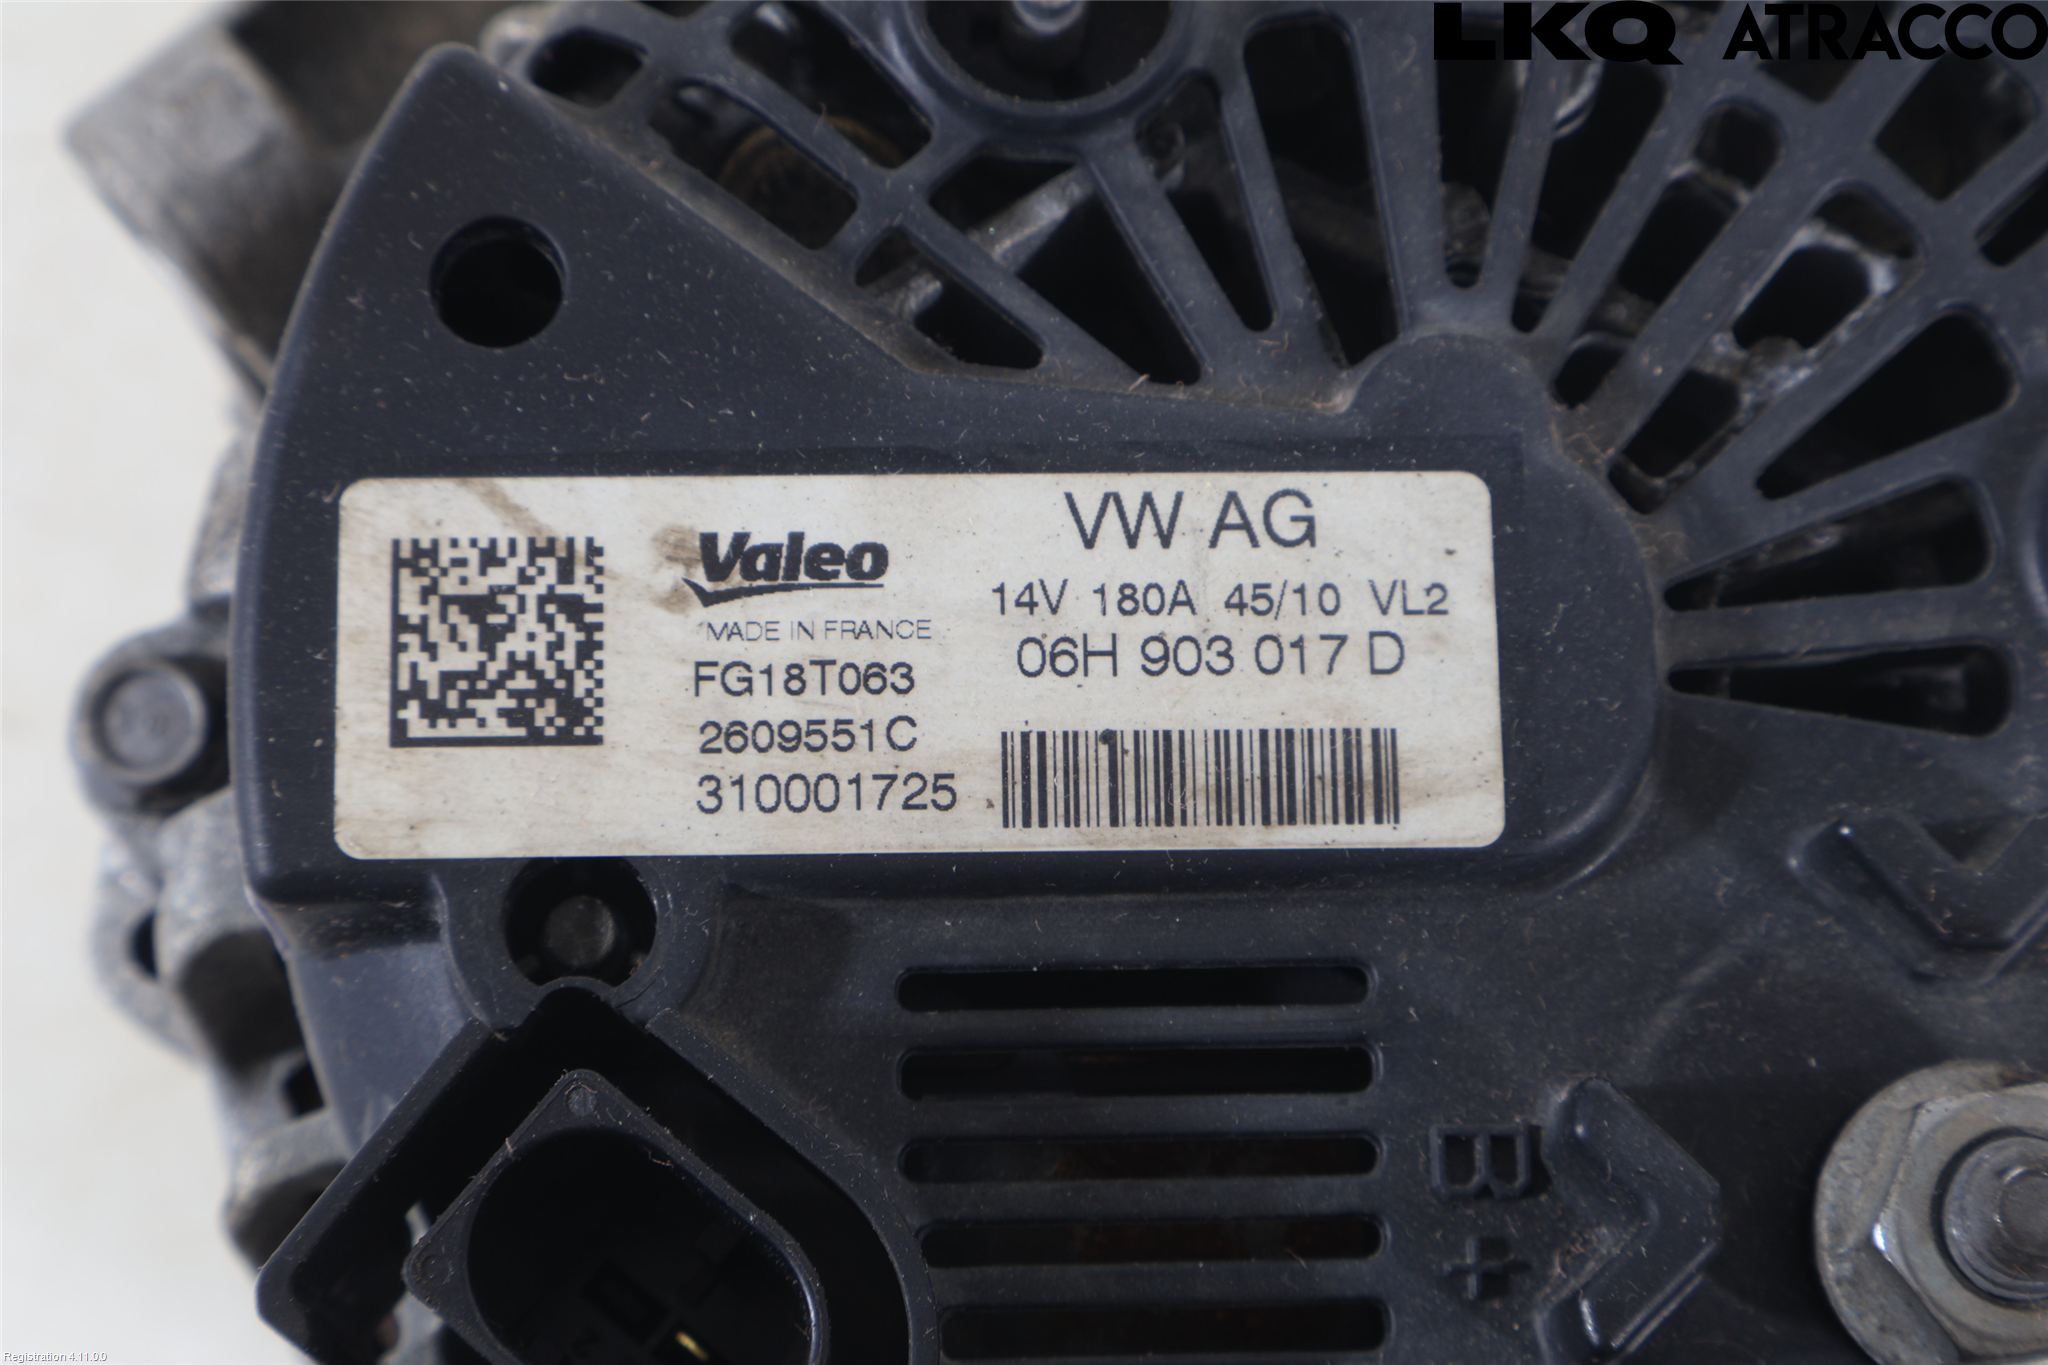 LKQ ATRACCO
Valeo
MADE IN FRANCE
FG18T063
2609551C
310001725
VW AG
14V 180A 45/10 VL2
06H 903 017 D
B+
Registration 4.11.0.0